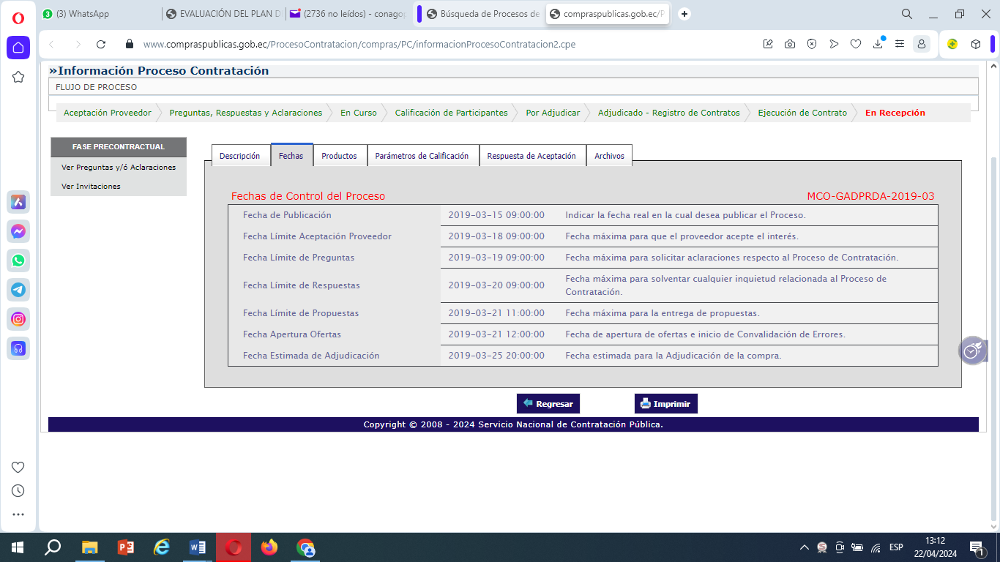 (3) WhatsApp
EVALUACIÓN DEL PLAN D
(2736 no leídos) - conagop
Búsqueda de Procesos de
compraspublicas.gob.ec/P
www.compraspublicas.gob.ec/ProcesoContratacion/compras/PC/informacionProcesoContratacion2.cpe
»Información Proceso Contratación
FLUJO DE PROCESO
Aceptación Proveedor
Preguntas, Respuestas y Aclaraciones
En Curso
Calificación de Participantes
Por Adjudicar
Adjudicado - Registro de Contratos
Ejecución de Contrato
En Recepción
FASE PRECONTRACTUAL
Ver Preguntas y/ó Aclaraciones
Ver Invitaciones
Descripción
Fechas
Productos
Parámetros de Calificación
Respuesta de Aceptación
Archivos
Fechas de Control del Proceso
MCO-GADPRDA-2019-03
Fecha de Publicación 2019-03-15 09:00:00 Indicar la fecha real en la cual desea publicar el Proceso.
Fecha Límite Aceptación Proveedor 2019-03-18 09:00:00 Fecha máxima para que el proveedor acepte el interés.
Fecha Límite de Preguntas 2019-03-19 09:00:00 Fecha máxima para solicitar aclaraciones respecto al Proceso de Contratación.
Fecha Límite de Respuestas 2019-03-20 09:00:00 Fecha máxima para solventar cualquier inquietud relacionada al Proceso de
Contratación.
Fecha Límite de Propuestas 2019-03-21 11:00:00 Fecha máxima para la entrega de propuestas.
Fecha Apertura Ofertas 2019-03-21 12:00:00 Fecha de apertura de ofertas e inicio de Convalidación de Errores.
Fecha Estimada de Adjudicación 2019-03-25 20:00:00 Fecha estimada para la Adjudicación de la compra.
Regresar
Imprimir
Copyright © 2008 - 2024 Servicio Nacional de Contratación Pública.
ESP
13:12
22/04/2024
1